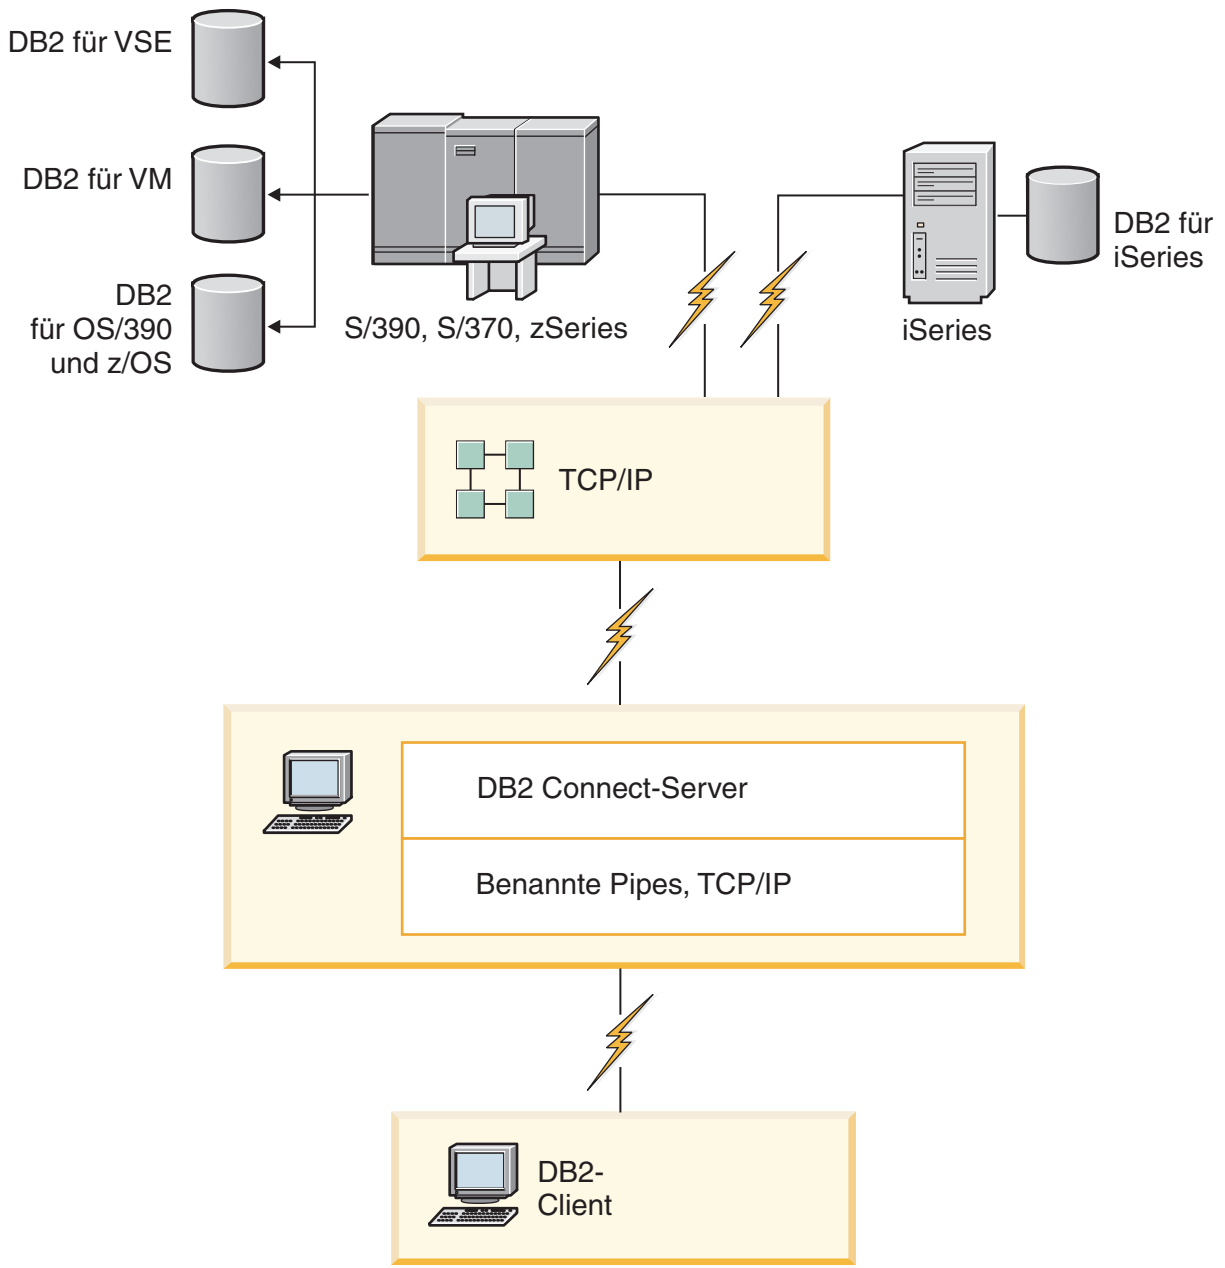 DB2 für VSE
DB2 für VM
DB2
für OS/390
und z/OS
S/390, S/370, zSeries
iSeries
DB2 für
iSeries
TCP/IP
DB2 Connect-Server
Benannte Pipes, TCP/IP
DB2-
Client